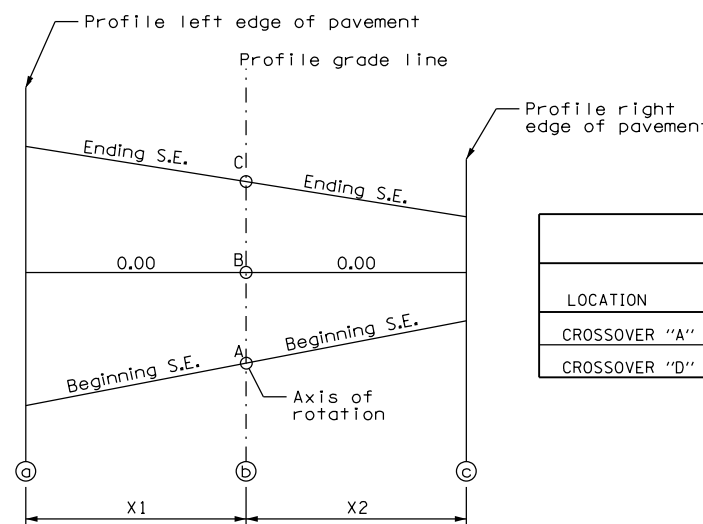 Profile left edge of pavement
Profile grade line
Profile right
edge of pavement
Ending S.E.
C
Ending S.E.
0.00
B
0.00
Beginning S.E.
A
Beginning S.E.
Axis of
rotation
LOCATION
CROSSOVER "A"
CROSSOVER "D"
a
b
c
X1
X2